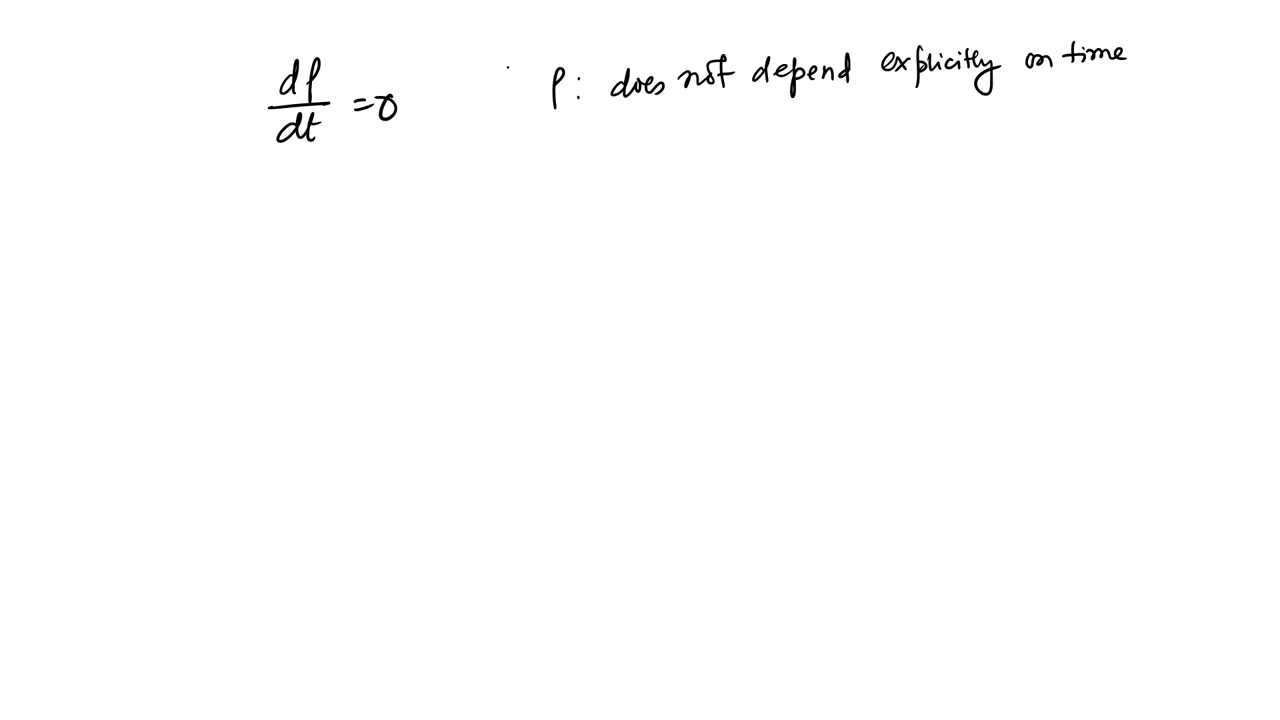 dρ/dt = 0
ρ: does not depend explicitly on time